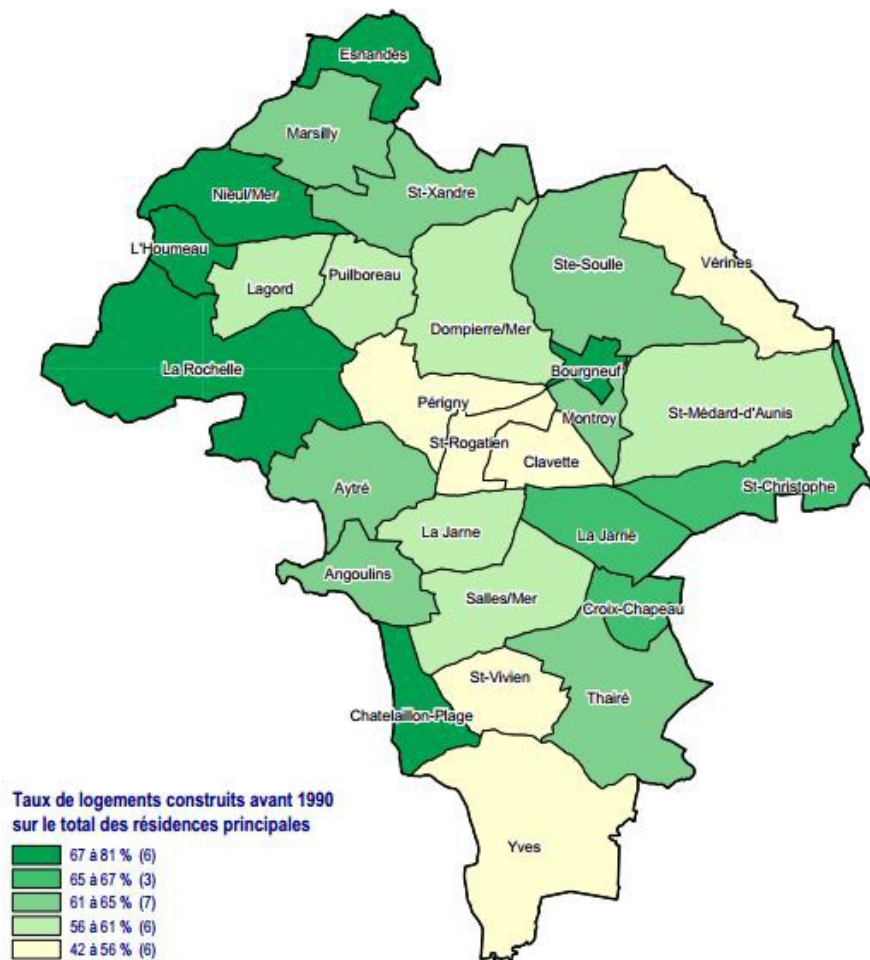 Esnandes
Marsilly
Nieul/Mer
St-Xandre
L'Houmeau
Lagord
Puilboreau
Ste-Soulle
Vérines
Dompierre/Mer
La Rochelle
Bourgneuf
Périgny
Montroy
St-Médard-d'Aunis
St-Rogatien
Clavette
Aytré
St-Christophe
La Jarne
La Jarrie
Angoulins
Salles/Mer
Croix-Chapeau
St-Vivien
Thairé
Chatelaillon-Plage
Yves
Taux de logements construits avant 1990
sur le total des résidences principales
67 à 81 % (6)
65 à 67 % (3)
61 à 65 % (7)
56 à 61 % (6)
42 à 56 % (6)